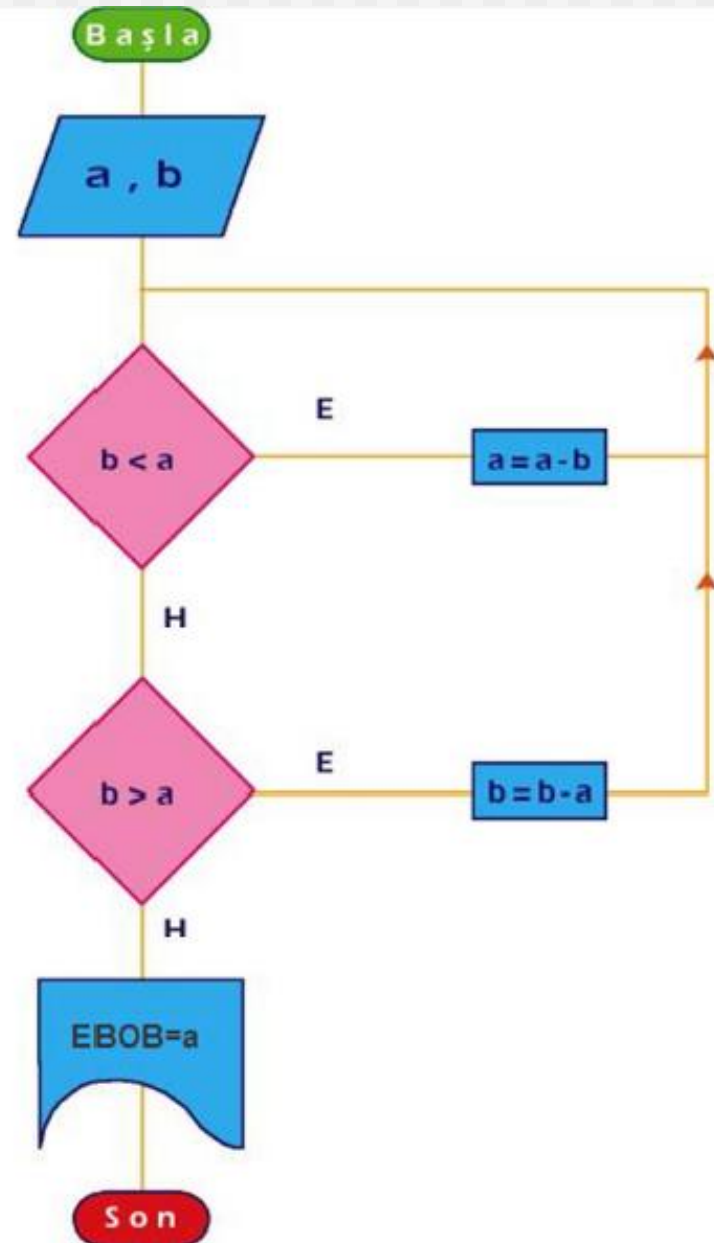 Başla
a , b
E
b < a
a = a - b
H
E
b > a
b = b - a
H
EBOB=a
Son